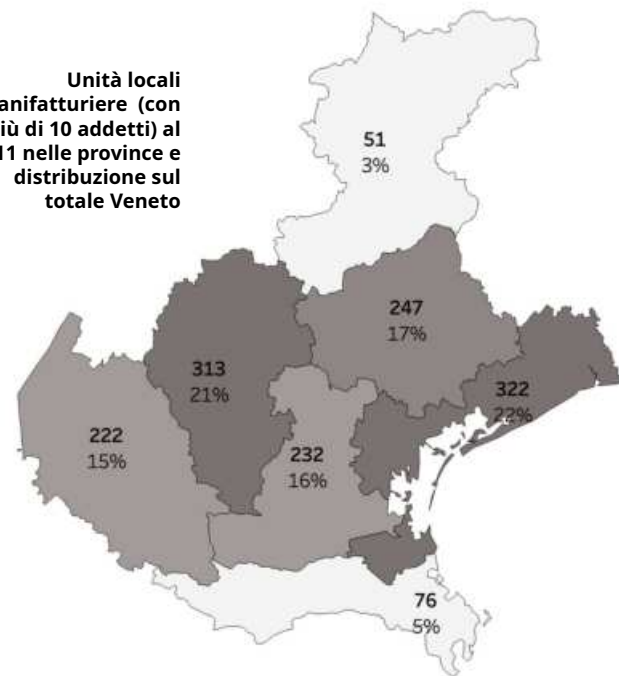 Unità locali
anifatturiere (con
iù di 10 addetti) al
11 nelle province e
distribuzione sul
totale Veneto
51
3%
247
17%
313
21%
322
22%
222
15%
232
16%
76
5%